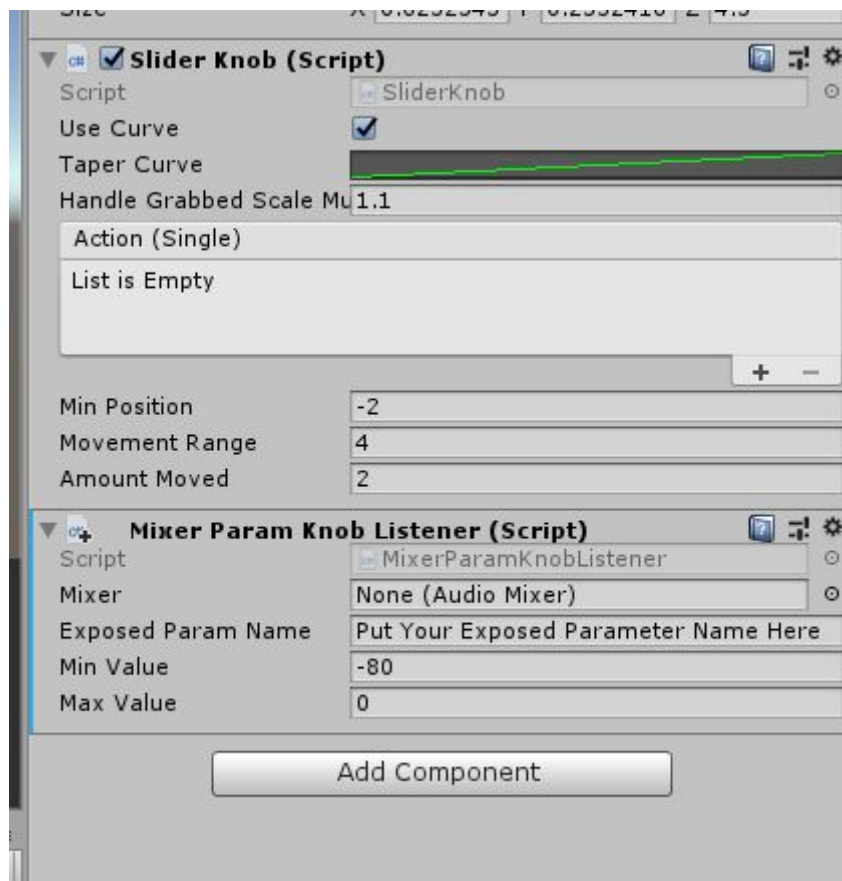 Slider Knob (Script)
Script SliderKnob
Use Curve
Taper Curve
Handle Grabbed Scale Mu 1.1
Action (Single)
List is Empty
+ −
Min Position -2
Movement Range 4
Amount Moved 2
Mixer Param Knob Listener (Script)
Script MixerParamKnobListener
Mixer None (Audio Mixer)
Exposed Param Name Put Your Exposed Parameter Name Here
Min Value -80
Max Value 0
Add Component